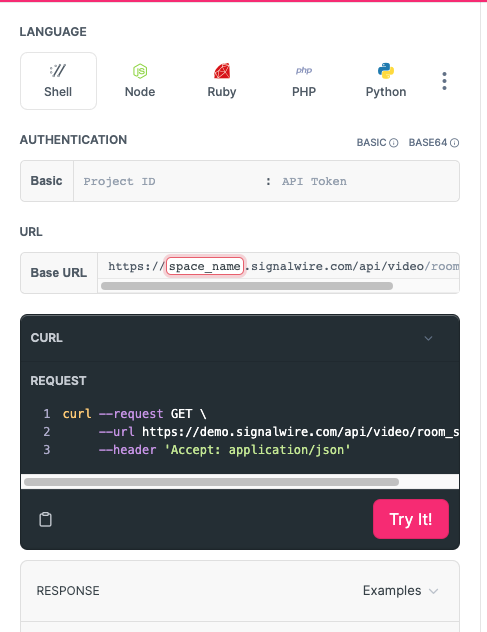 LANGUAGE
php
Shell Node Ruby PHP Python
AUTHENTICATION BASIC BASE64
Basic Project ID : API Token
URL
Base URL https://space_name.signalwire.com/api/video/room
CURL
REQUEST
1 curl --request GET \
2 --url https://demo.signalwire.com/api/video/room_s
3 --header 'Accept: application/json'
Try It!
RESPONSE Examples